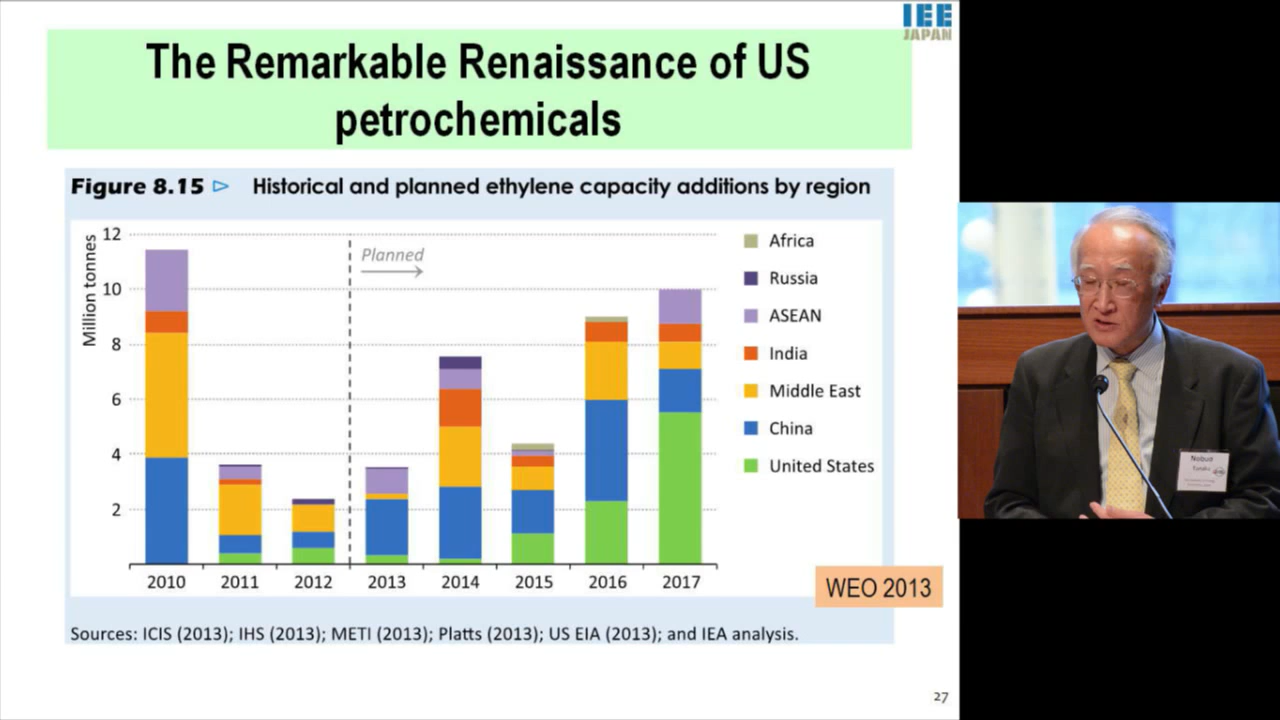 IEE
JAPAN
The Remarkable Renaissance of US
petrochemicals
Figure 8.15 ▷ Historical and planned ethylene capacity additions by region
Million tonnes
12
10
8
6
4
2
Planned
2010
2011
2012
2013
2014
2015
2016
2017
Africa
Russia
ASEAN
India
Middle East
China
United States
WEO 2013
Sources: ICIS (2013); IHS (2013); METI (2013); Platts (2013); US EIA (2013); and IEA analysis.
27